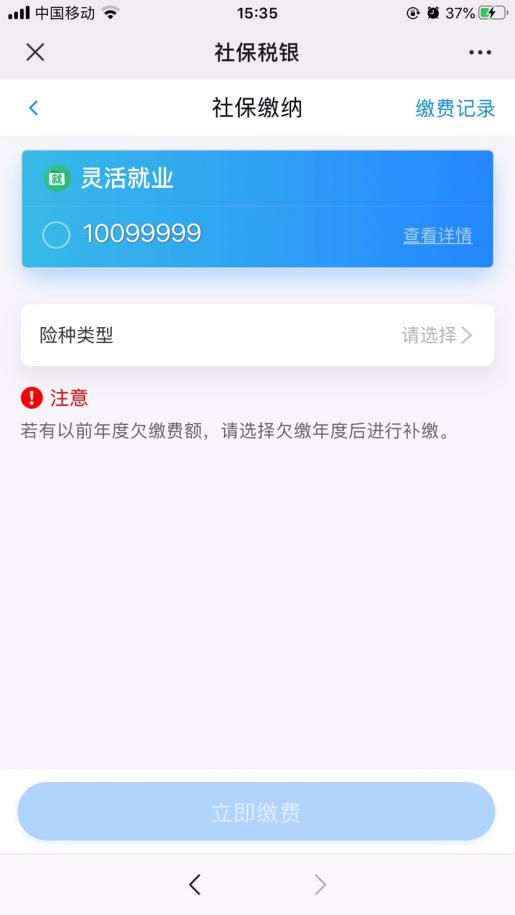 中国移动 15:35 37%
社保税银
社保缴纳 缴费记录
就 灵活就业
10099999 查看详情
险种类型 请选择
注意
若有以前年度欠缴费额，请选择欠缴年度后进行补缴。
立即缴费